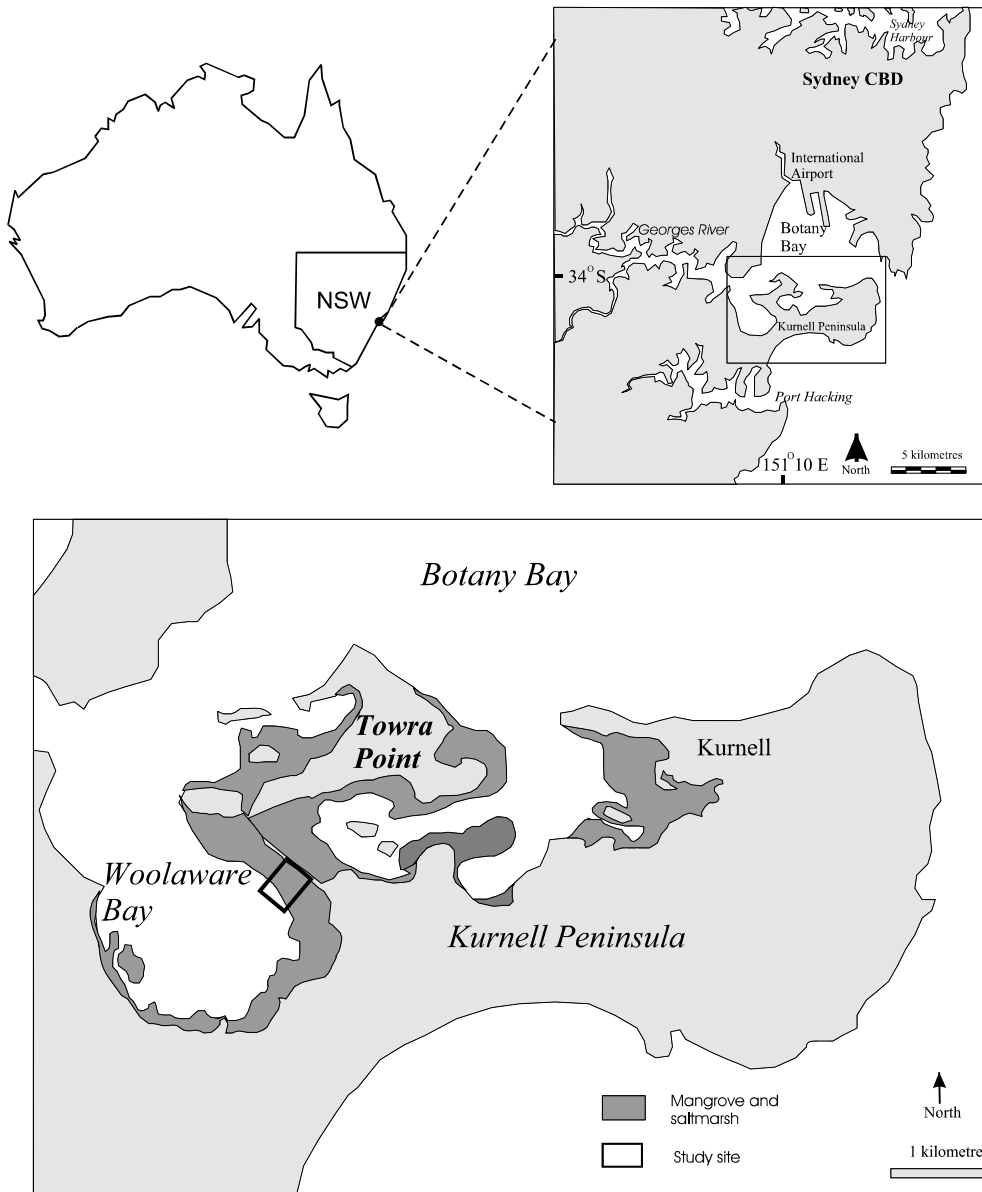 NSW
Sydney
Harbour
Sydney CBD
International
Airport
Botany
Bay
Georges River
34° S
Kurnell Peninsula
Port Hacking
151° 10 E
North
5 kilometres
Botany Bay
Towra
Point
Kurnell
Woolaware
Bay
Kurnell Peninsula
Mangrove and
saltmarsh
Study site
North
1 kilometre